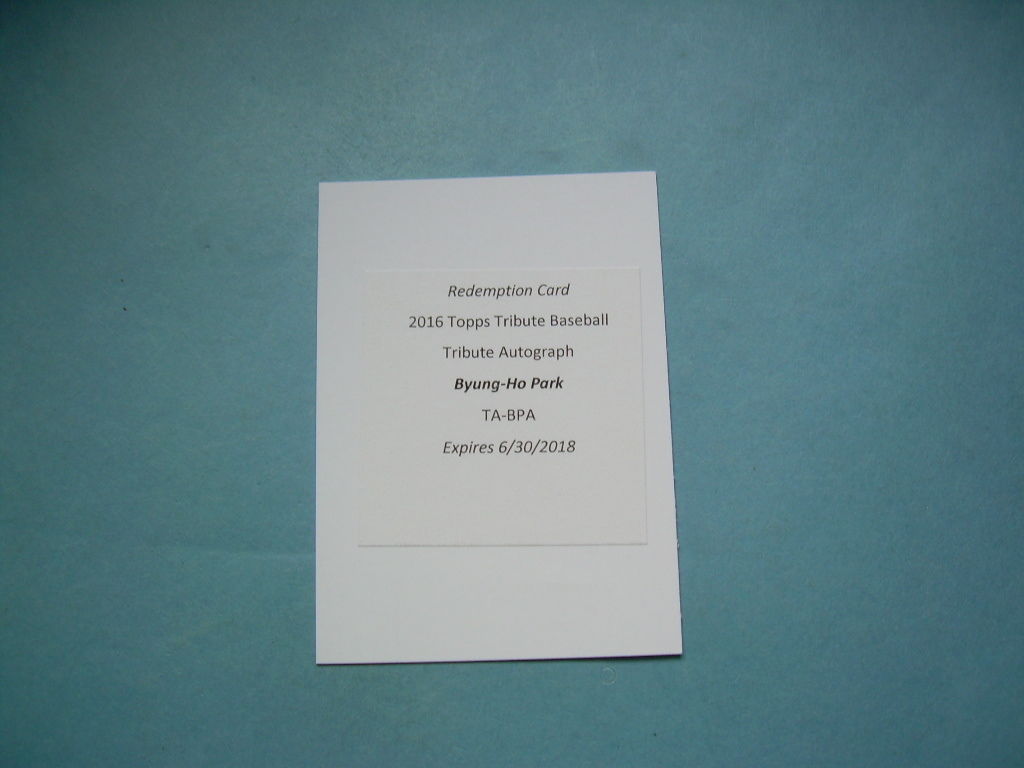 Redemption Card
2016 Topps Tribute Baseball
Tribute Autograph
Byung-Ho Park
TA-BPA
Expires 6/30/2018